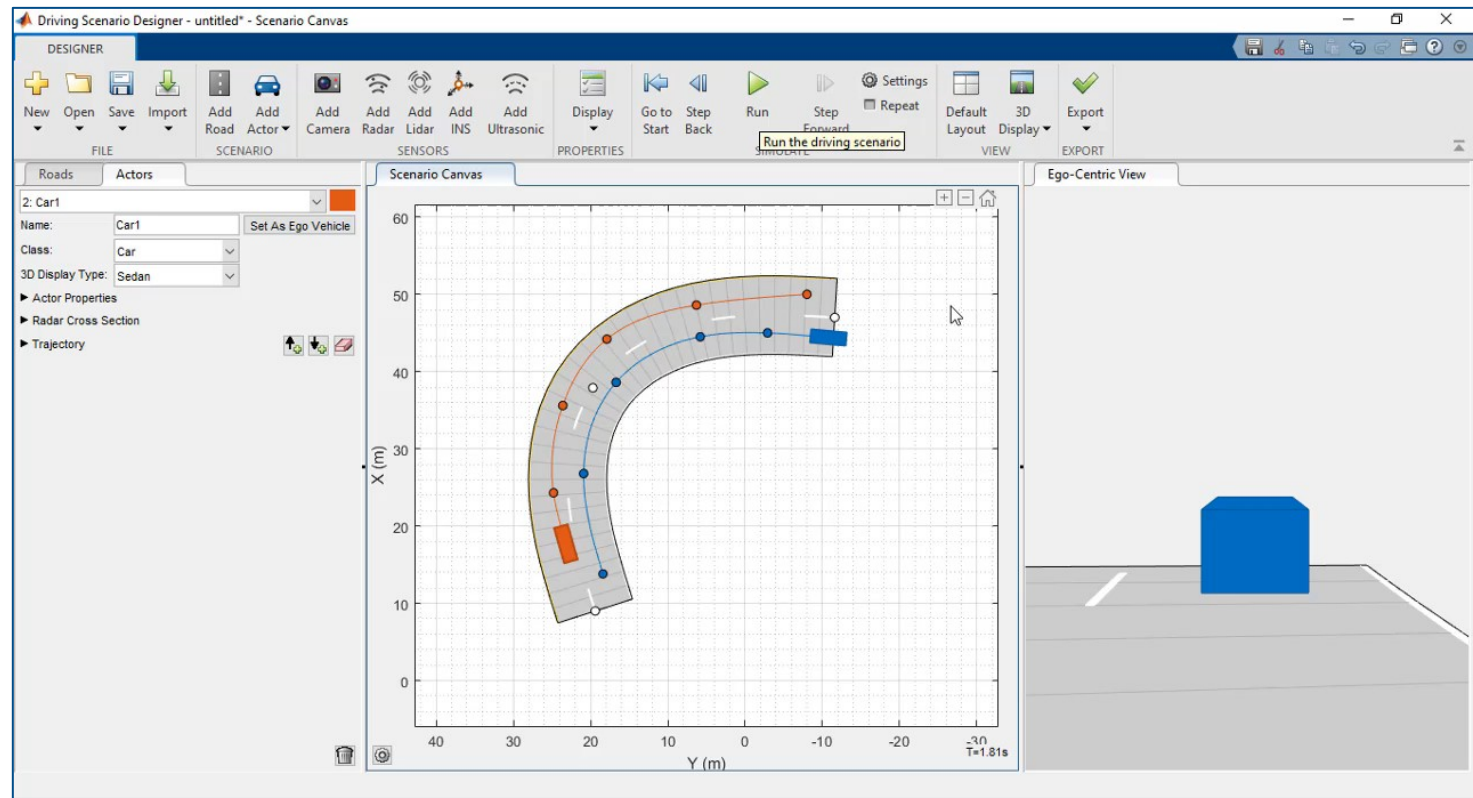 Driving Scenario Designer - untitled* - Scenario Canvas
DESIGNER
New Open Save Import
FILE
Add Road Add Actor
SCENARIO
Add Camera Add Radar Add Lidar Add INS Add Ultrasonic
SENSORS
Display
PROPERTIES
Go to Start Step Back Run Step Forward
Settings
Repeat
Run the driving scenario
SIMULATE
Default Layout 3D Display
VIEW
Export
EXPORT
Roads Actors
2: Car1
Name: Car1 Set As Ego Vehicle
Class: Car
3D Display Type: Sedan
Actor Properties
Radar Cross Section
Trajectory
Scenario Canvas
60
50
40
30
20
10
0
X (m)
40 30 20 10 0 -10 -20 -30
T=1.81s
Y (m)
Ego-Centric View